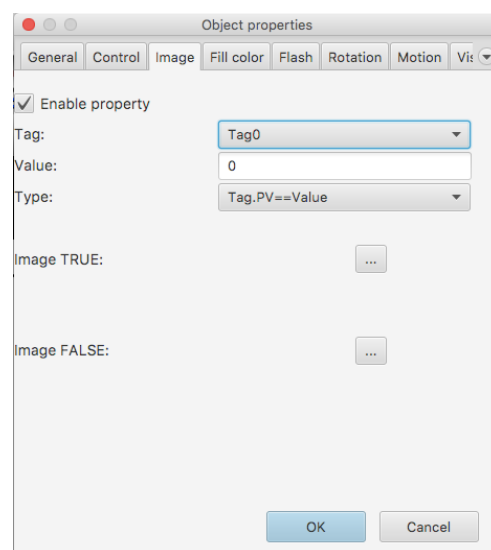 Object properties
General Control Image Fill color Flash Rotation Motion
Enable property
Tag: Tag0
Value: 0
Type: Tag.PV==Value
Image TRUE: ...
Image FALSE: ...
OK Cancel